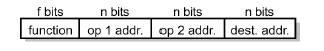 f bits n bits n bits n bits
function op 1 addr. op 2 addr. dest. addr.